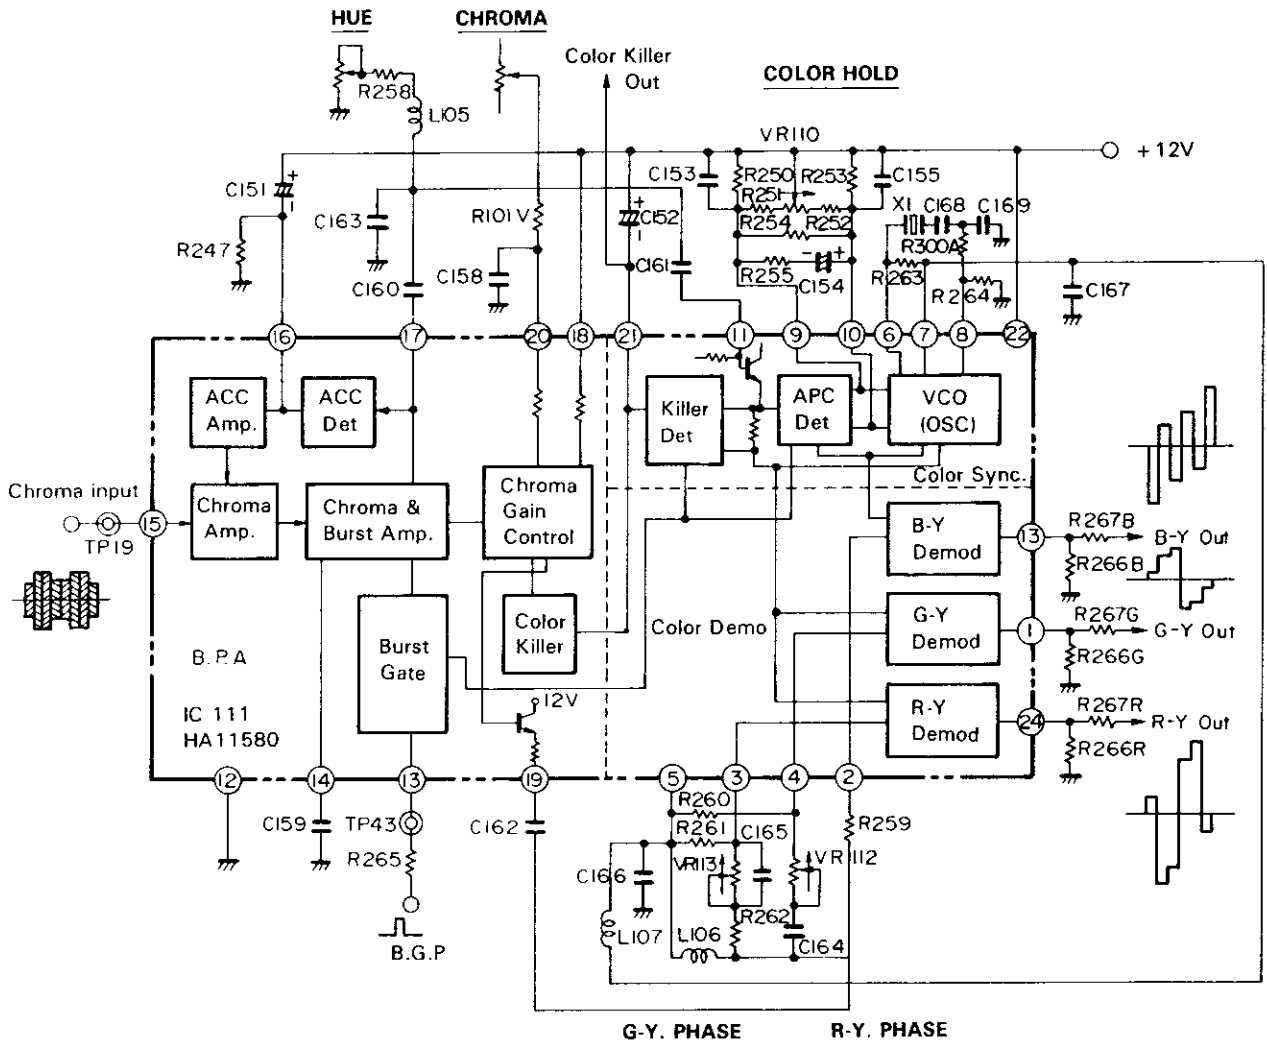 HUE
CHROMA
Color Killer
Out
COLOR HOLD
R258
L105
VR110
+12V
C151
C163
R247
C160
R101V
C158
C152
C161
C153
R250
R253
C155
R251
R254
R252
R255
C154
X1
C168
C169
R300A
R263
R264
C167
16
17
20
18
21
11
9
10
6
7
8
22
ACC
Amp.
ACC
Det
Killer
Det
APC
Det
VCO
(OSC)
Color Sync.
Chroma input
TP19
15
Chroma
Amp.
Chroma &
Burst Amp.
Chroma
Gain
Control
B-Y
Demod
13
R267B
B-Y Out
R266B
Burst
Gate
Color
Killer
Color Demo
G-Y
Demod
1
R267G
G-Y Out
R266G
B.P.A
IC 111
HA11580
12V
R-Y
Demod
24
R267R
R-Y Out
R266R
12
14
13
19
5
3
4
2
C159
TP43
R265
B.G.P
C162
R260
R261
C165
R259
VR113
VR112
C166
R262
L107
L106
C164
G-Y. PHASE
R-Y. PHASE